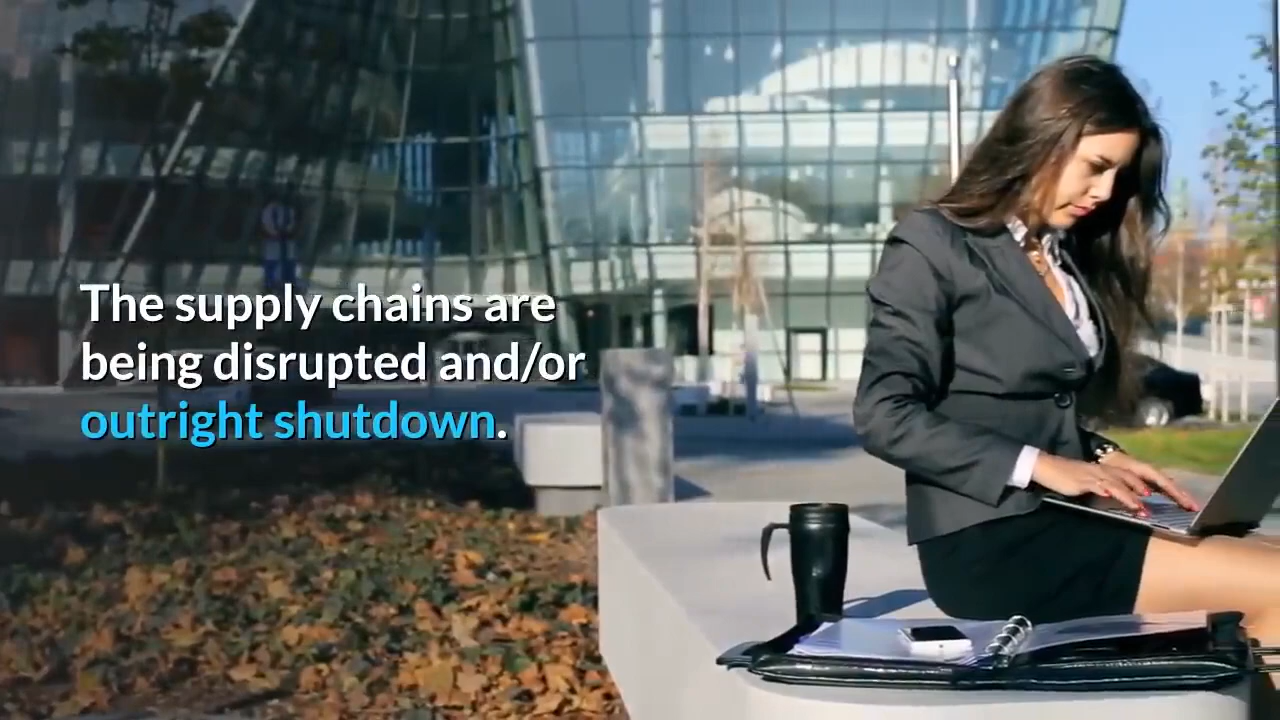 The supply chains are
being disrupted and/or
outright shutdown.